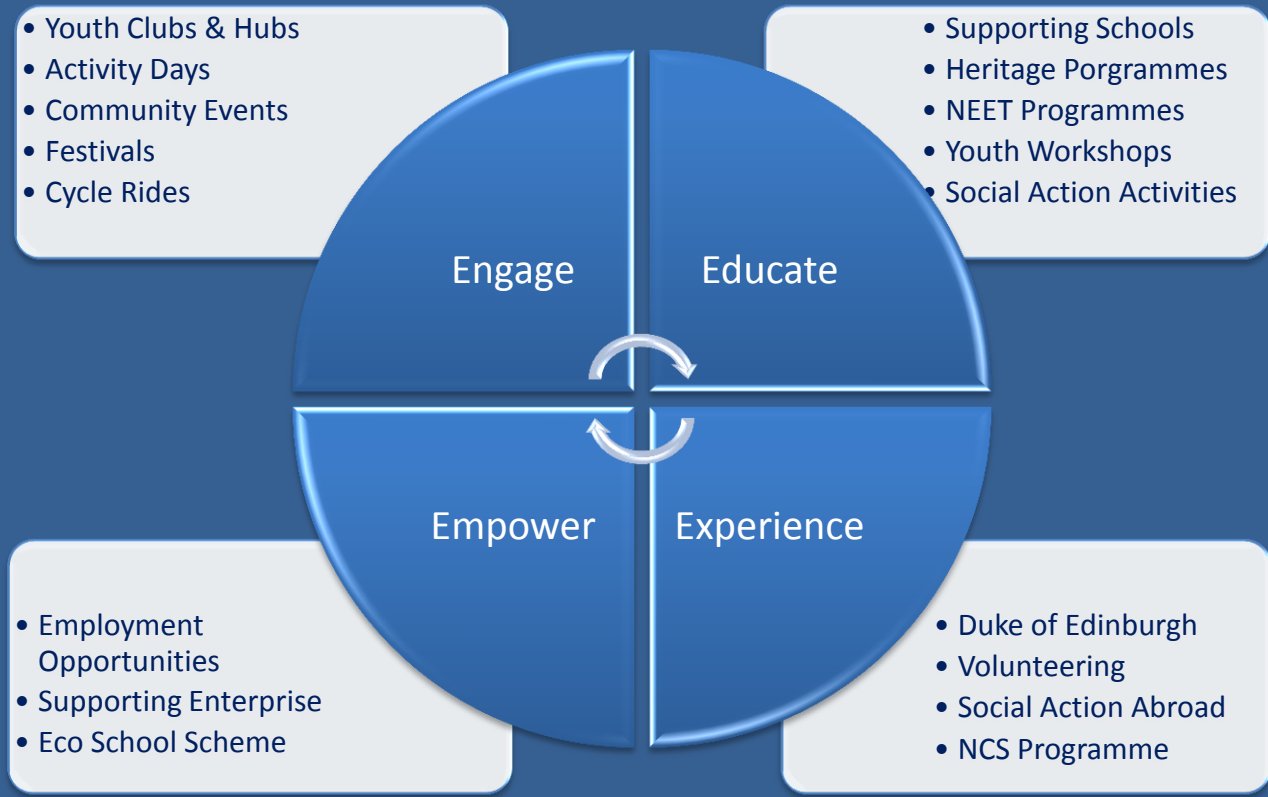 • Youth Clubs & Hubs
• Activity Days
• Community Events
• Festivals
• Cycle Rides
• Supporting Schools
• Heritage Porgrammes
• NEET Programmes
• Youth Workshops
• Social Action Activities
Engage
Educate
Empower
Experience
• Employment
Opportunities
• Supporting Enterprise
• Eco School Scheme
• Duke of Edinburgh
• Volunteering
• Social Action Abroad
• NCS Programme